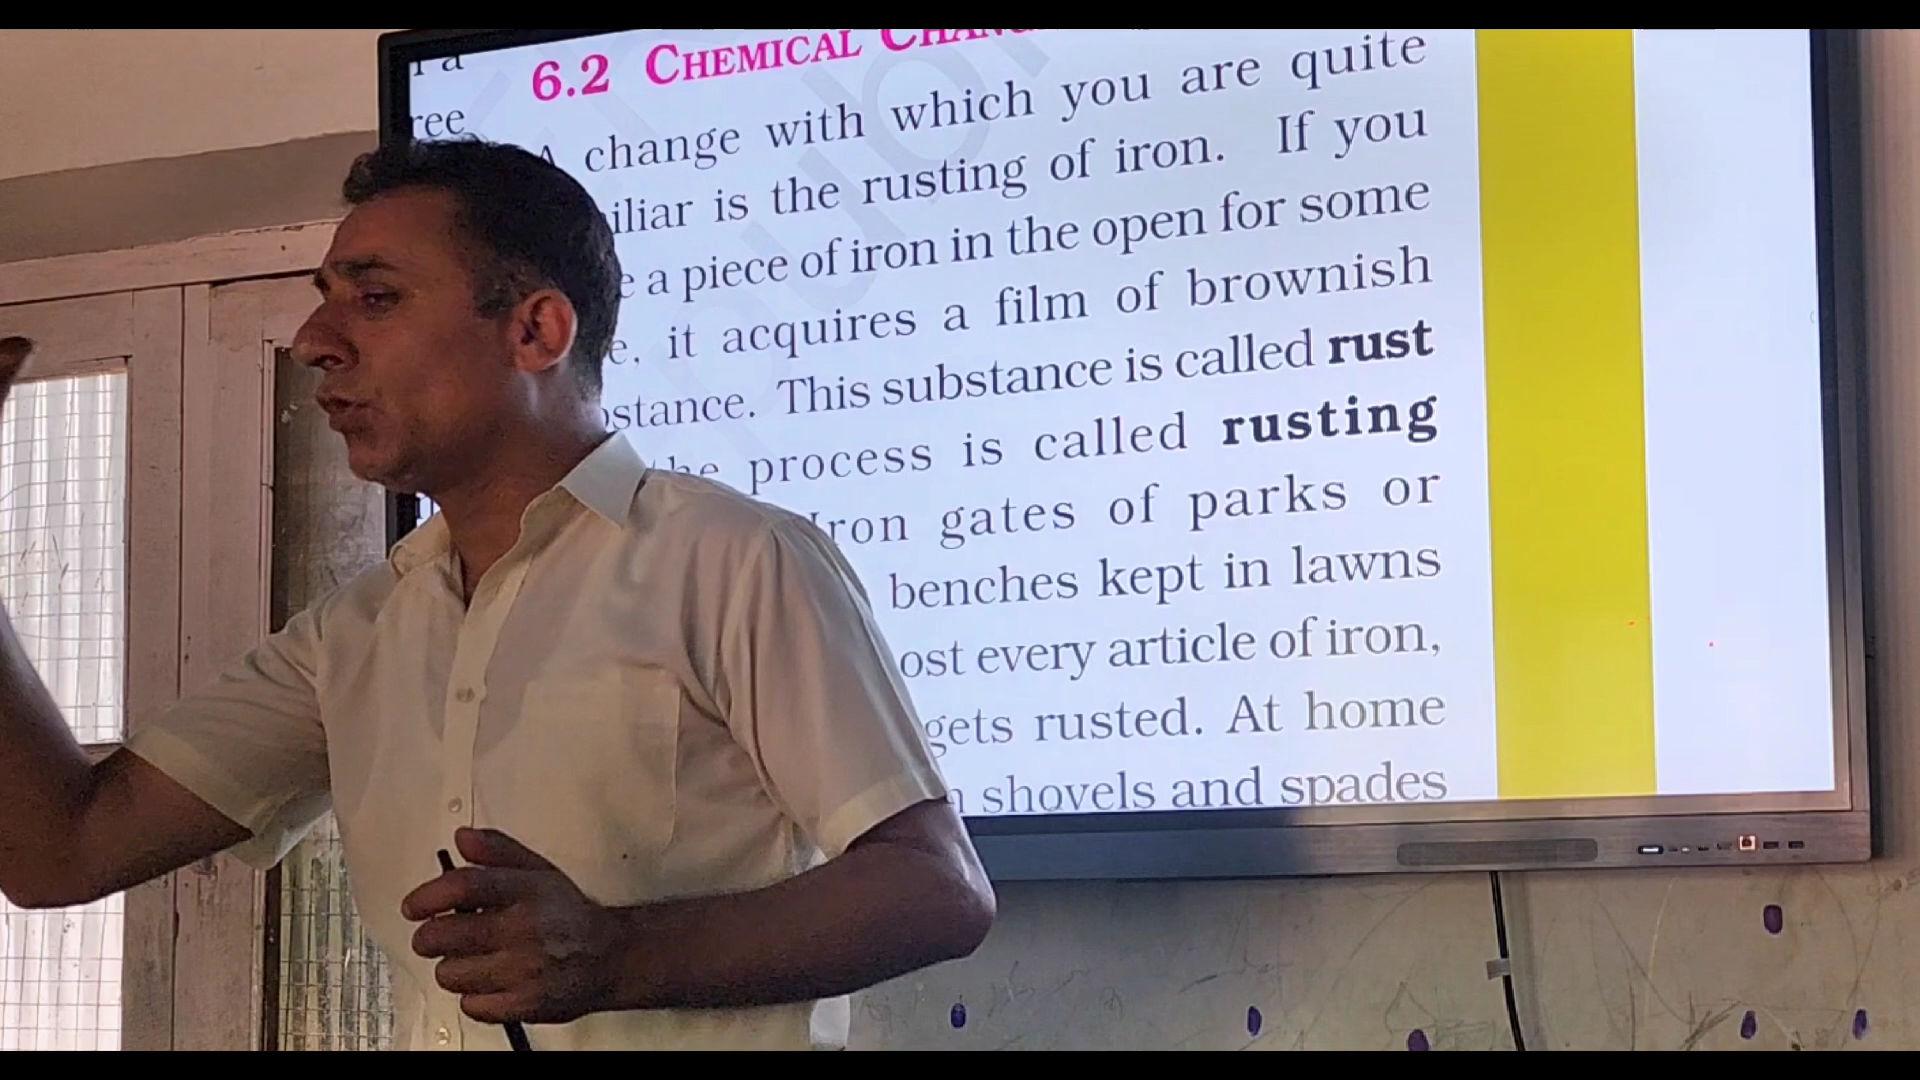 ree
6.2 CHEMICAL
A change with which you are quite
iliar is the rusting of iron. If you
e a piece of iron in the open for some
e, it acquires a film of brownish
stance. This substance is called rust
the process is called rusting
Iron gates of parks or
benches kept in lawns
ost every article of iron,
gets rusted. At home
shovels and spades